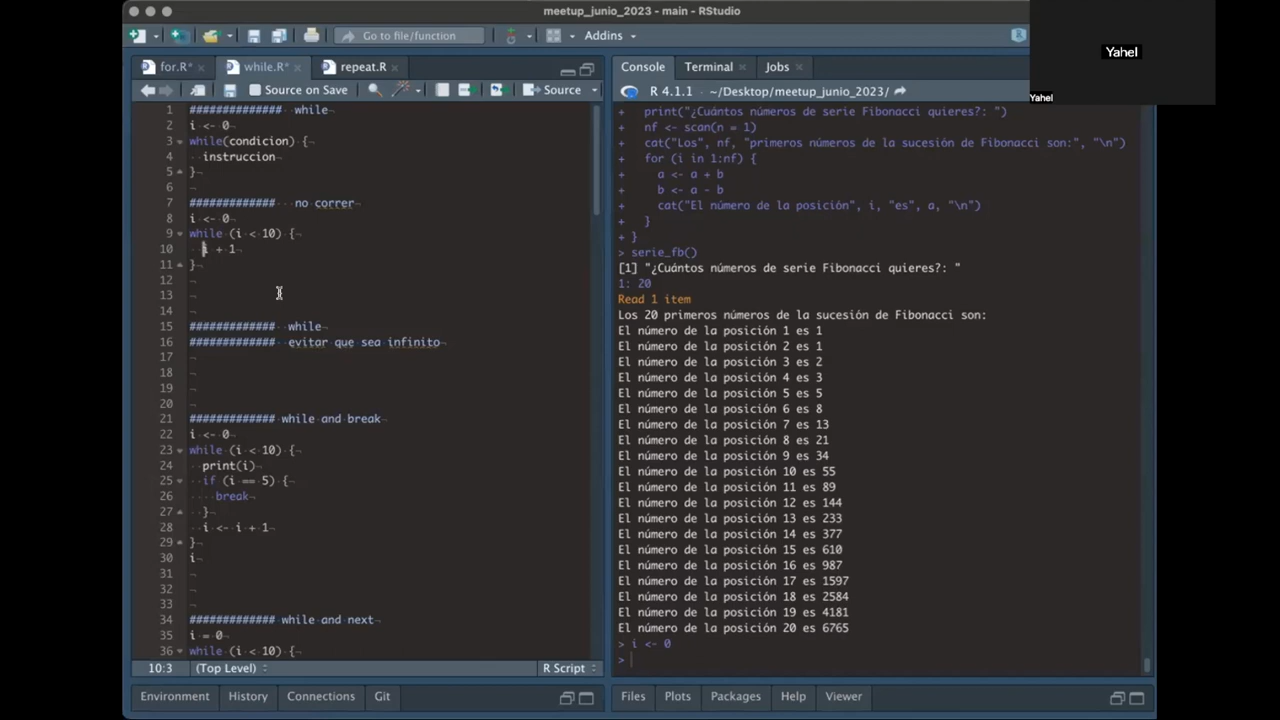 meetup_junio_2023 - main - RStudio
Go to file/function
Addins
Yahel
Yahel
for.R*
while.R*
repeat.R
Source on Save
Source
1 ############## while
2 i <- 0
3 while(condicion) {
4 instruccion
5 }
6
7 ############# no correr
8 i <- 0
9 while (i < 10) {
10 i + 1
11 }
12
13
14
15 ############# while
16 ############# evitar que sea infinito
17
18
19
20
21 ############# while and break
22 i <- 0
23 while (i < 10) {
24 print(i)
25 if (i == 5) {
26 break
27 }
28 i <- i + 1
29 }
30 i
31
32
33
34 ############# while and next
35 i = 0
36 while (i < 10) {
10:3 (Top Level) R Script
Environment History Connections Git
Console Terminal Jobs
R 4.1.1 · ~/Desktop/meetup_junio_2023/
+ print("¿Cuántos números de serie Fibonacci quieres?: ")
+ nf <- scan(n = 1)
+ cat("Los", nf, "primeros números de la sucesión de Fibonacci son:", "\n")
+ for (i in 1:nf) {
+ a <- a + b
+ b <- a - b
+ cat("El número de la posición", i, "es", a, "\n")
+ }
+ }
> serie_fb()
[1] "¿Cuántos números de serie Fibonacci quieres?: "
1: 20
Read 1 item
Los 20 primeros números de la sucesión de Fibonacci son:
El número de la posición 1 es 1
El número de la posición 2 es 1
El número de la posición 3 es 2
El número de la posición 4 es 3
El número de la posición 5 es 5
El número de la posición 6 es 8
El número de la posición 7 es 13
El número de la posición 8 es 21
El número de la posición 9 es 34
El número de la posición 10 es 55
El número de la posición 11 es 89
El número de la posición 12 es 144
El número de la posición 13 es 233
El número de la posición 14 es 377
El número de la posición 15 es 610
El número de la posición 16 es 987
El número de la posición 17 es 1597
El número de la posición 18 es 2584
El número de la posición 19 es 4181
El número de la posición 20 es 6765
> i <- 0
>
Files Plots Packages Help Viewer